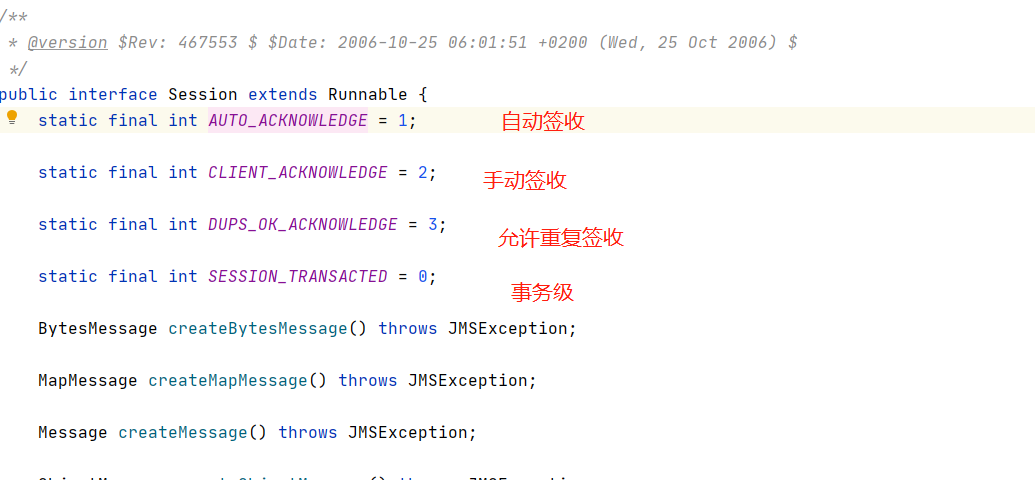 /**
* @version $Rev: 467553 $ $Date: 2006-10-25 06:01:51 +0200 (Wed, 25 Oct 2006) $
*/
public interface Session extends Runnable {
static final int AUTO_ACKNOWLEDGE = 1; 自动签收
static final int CLIENT_ACKNOWLEDGE = 2; 手动签收
static final int DUPS_OK_ACKNOWLEDGE = 3; 允许重复签收
static final int SESSION_TRANSACTED = 0; 事务级
BytesMessage createBytesMessage() throws JMSException;
MapMessage createMapMessage() throws JMSException;
Message createMessage() throws JMSException;